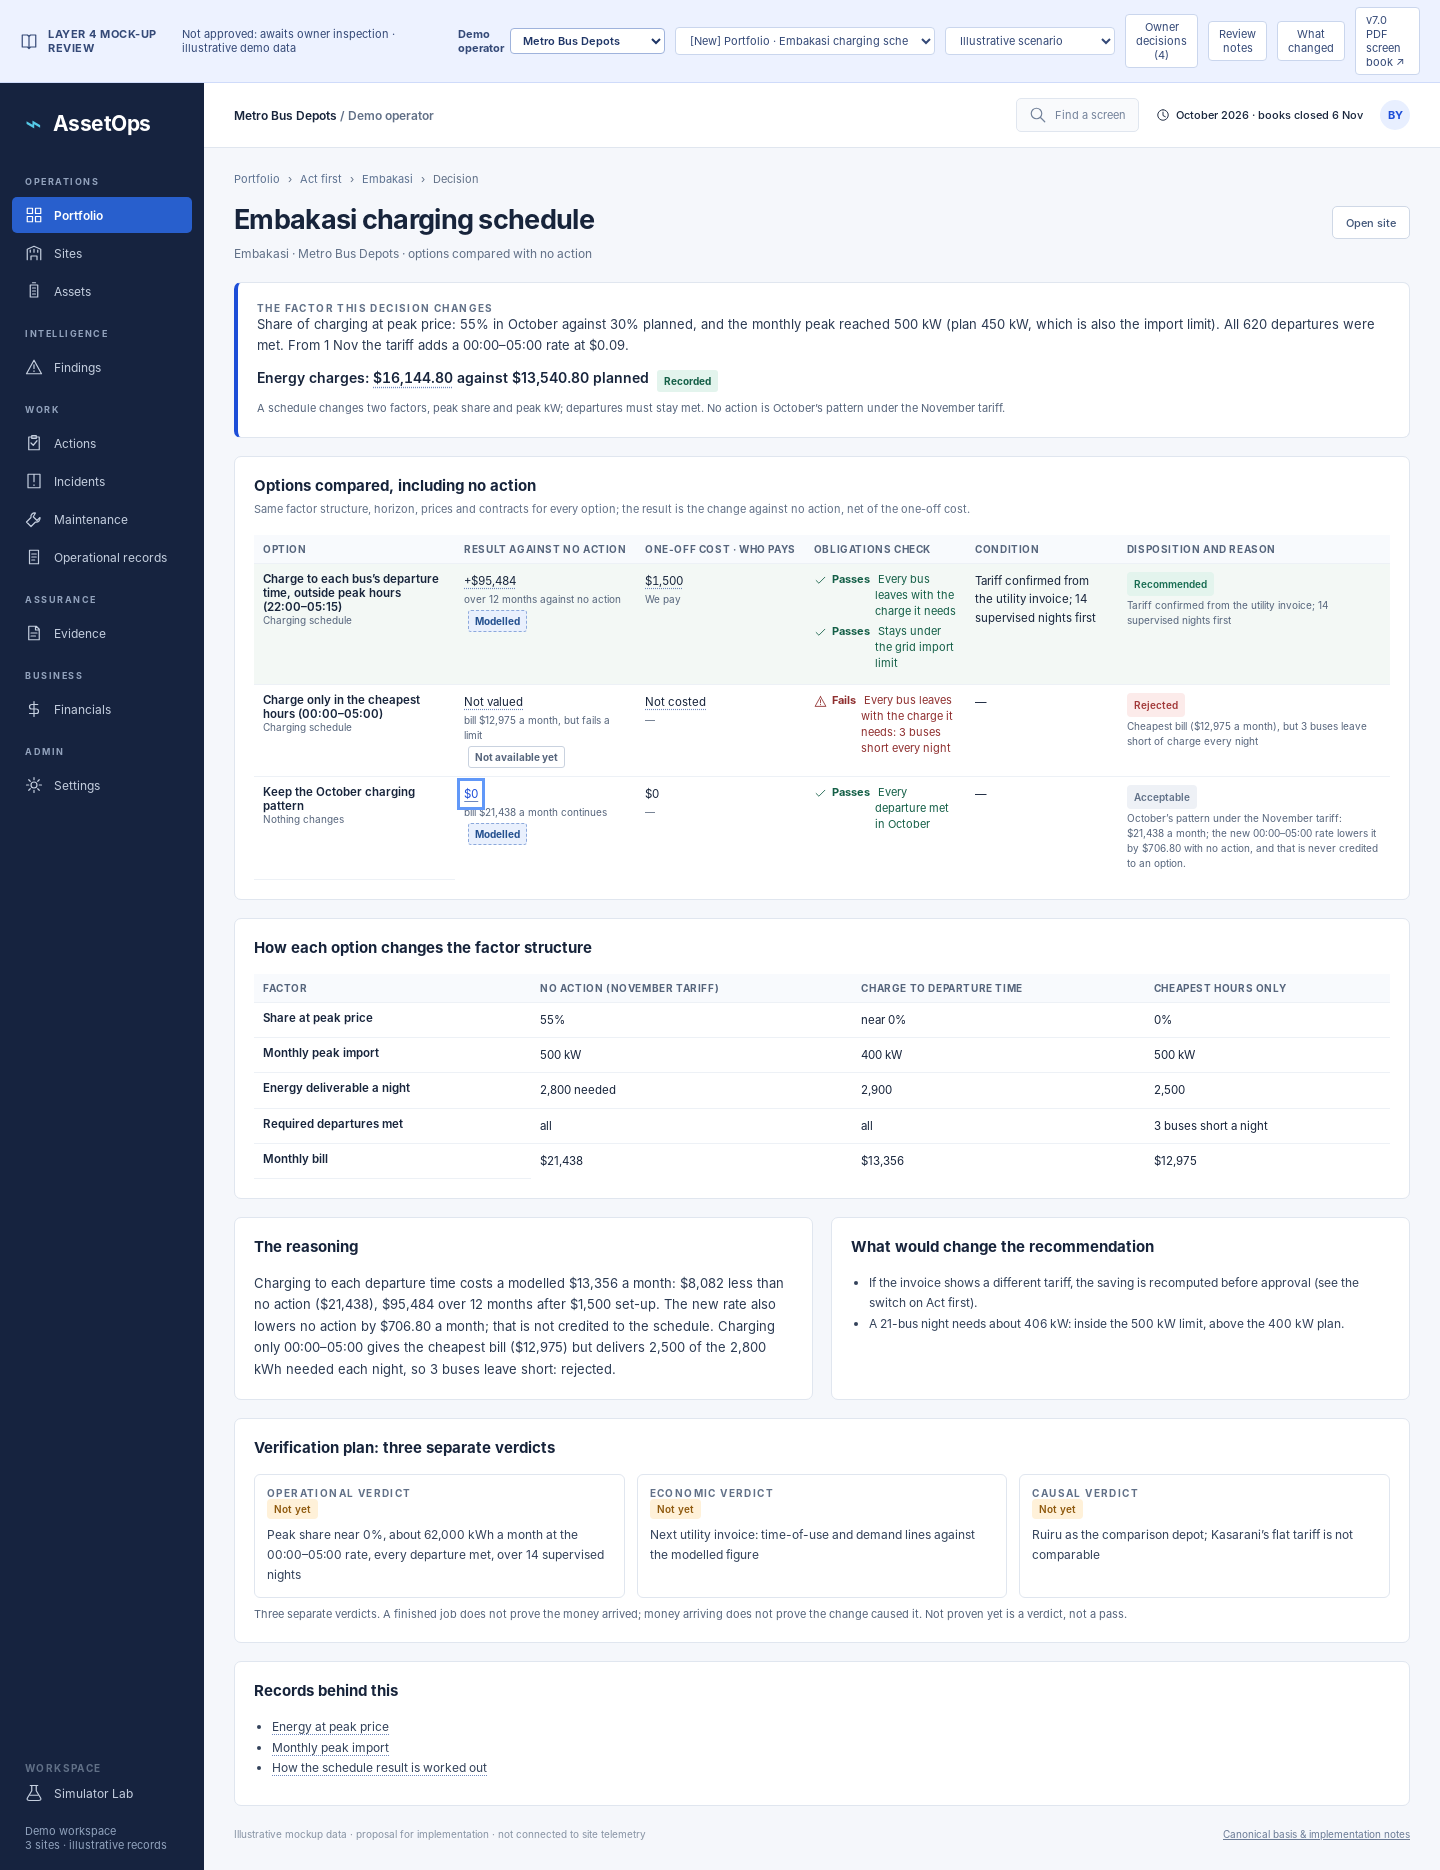 LAYER 4 MOCK-UP
REVIEW
Not approved: awaits owner inspection ·
illustrative demo data
Demo
operator
Metro Bus Depots
[New] Portfolio · Embakasi charging sche
Illustrative scenario
Owner
decisions
(4)
Review
notes
What
changed
v7.0
PDF
screen
book ↗
AssetOps
OPERATIONS
Portfolio
Sites
Assets
INTELLIGENCE
Findings
WORK
Actions
Incidents
Maintenance
Operational records
ASSURANCE
Evidence
BUSINESS
Financials
ADMIN
Settings
WORKSPACE
Simulator Lab
Demo workspace
3 sites · illustrative records
Metro Bus Depots / Demo operator
Find a screen
October 2026 · books closed 6 Nov
BY
Portfolio › Act first › Embakasi › Decision
Embakasi charging schedule
Open site
Embakasi · Metro Bus Depots · options compared with no action
THE FACTOR THIS DECISION CHANGES
Share of charging at peak price: 55% in October against 30% planned, and the monthly peak reached 500 kW (plan 450 kW, which is also the import limit). All 620 departures were
met. From 1 Nov the tariff adds a 00:00–05:00 rate at $0.09.
Energy charges: $16,144.80 against $13,540.80 planned Recorded
A schedule changes two factors, peak share and peak kW; departures must stay met. No action is October's pattern under the November tariff.
Options compared, including no action
Same factor structure, horizon, prices and contracts for every option; the result is the change against no action, net of the one-off cost.
OPTION RESULT AGAINST NO ACTION ONE-OFF COST · WHO PAYS OBLIGATIONS CHECK CONDITION DISPOSITION AND REASON
Charge to each bus's departure
time, outside peak hours
(22:00–05:15)
Charging schedule
+$95,484
over 12 months against no action
Modelled
$1,500
We pay
Passes Every bus
leaves with the
charge it needs
Passes Stays under
the grid import
limit
Tariff confirmed from
the utility invoice; 14
supervised nights first
Recommended
Tariff confirmed from the utility invoice; 14
supervised nights first
Charge only in the cheapest
hours (00:00–05:00)
Charging schedule
Not valued
bill $12,975 a month, but fails a
limit
Not available yet
Not costed
—
Fails Every bus leaves
with the charge it
needs: 3 buses
short every night
—
Rejected
Cheapest bill ($12,975 a month), but 3 buses leave
short of charge every night
Keep the October charging
pattern
Nothing changes
$0
bill $21,438 a month continues
Modelled
$0
—
Passes Every
departure met
in October
—
Acceptable
October's pattern under the November tariff:
$21,438 a month; the new 00:00–05:00 rate lowers it
by $706.80 with no action, and that is never credited
to an option.
How each option changes the factor structure
FACTOR NO ACTION (NOVEMBER TARIFF) CHARGE TO DEPARTURE TIME CHEAPEST HOURS ONLY
Share at peak price 55% near 0% 0%
Monthly peak import 500 kW 400 kW 500 kW
Energy deliverable a night 2,800 needed 2,900 2,500
Required departures met all all 3 buses short a night
Monthly bill $21,438 $13,356 $12,975
The reasoning
Charging to each departure time costs a modelled $13,356 a month: $8,082 less than
no action ($21,438), $95,484 over 12 months after $1,500 set-up. The new rate also
lowers no action by $706.80 a month; that is not credited to the schedule. Charging
only 00:00–05:00 gives the cheapest bill ($12,975) but delivers 2,500 of the 2,800
kWh needed each night, so 3 buses leave short: rejected.
What would change the recommendation
• If the invoice shows a different tariff, the saving is recomputed before approval (see the
switch on Act first).
• A 21-bus night needs about 406 kW: inside the 500 kW limit, above the 400 kW plan.
Verification plan: three separate verdicts
OPERATIONAL VERDICT
Not yet
Peak share near 0%, about 62,000 kWh a month at the
00:00–05:00 rate, every departure met, over 14 supervised
nights
ECONOMIC VERDICT
Not yet
Next utility invoice: time-of-use and demand lines against
the modelled figure
CAUSAL VERDICT
Not yet
Ruiru as the comparison depot; Kasarani's flat tariff is not
comparable
Three separate verdicts. A finished job does not prove the money arrived; money arriving does not prove the change caused it. Not proven yet is a verdict, not a pass.
Records behind this
• Energy at peak price
• Monthly peak import
• How the schedule result is worked out
Illustrative mockup data · proposal for implementation · not connected to site telemetry
Canonical basis & implementation notes